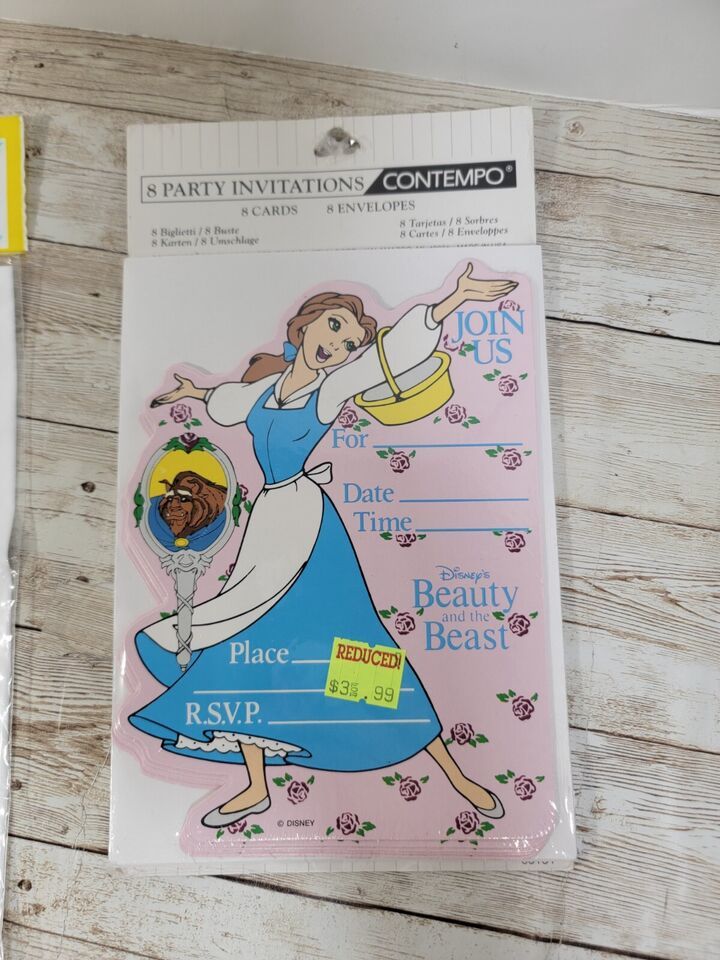 8 PARTY INVITATIONS CONTEMPO®
8 CARDS 8 ENVELOPES
8 Biglietti / 8 Buste
8 Karten / 8 Umschlage
8 Tarjetas / 8 Sorbres
8 Cartes / 8 Enveloppes
JOIN
US
For
Date
Time
Disney's
Beauty
and the
Beast
Place
REDUCED!
$3 .99
R.S.V.P.
© DISNEY